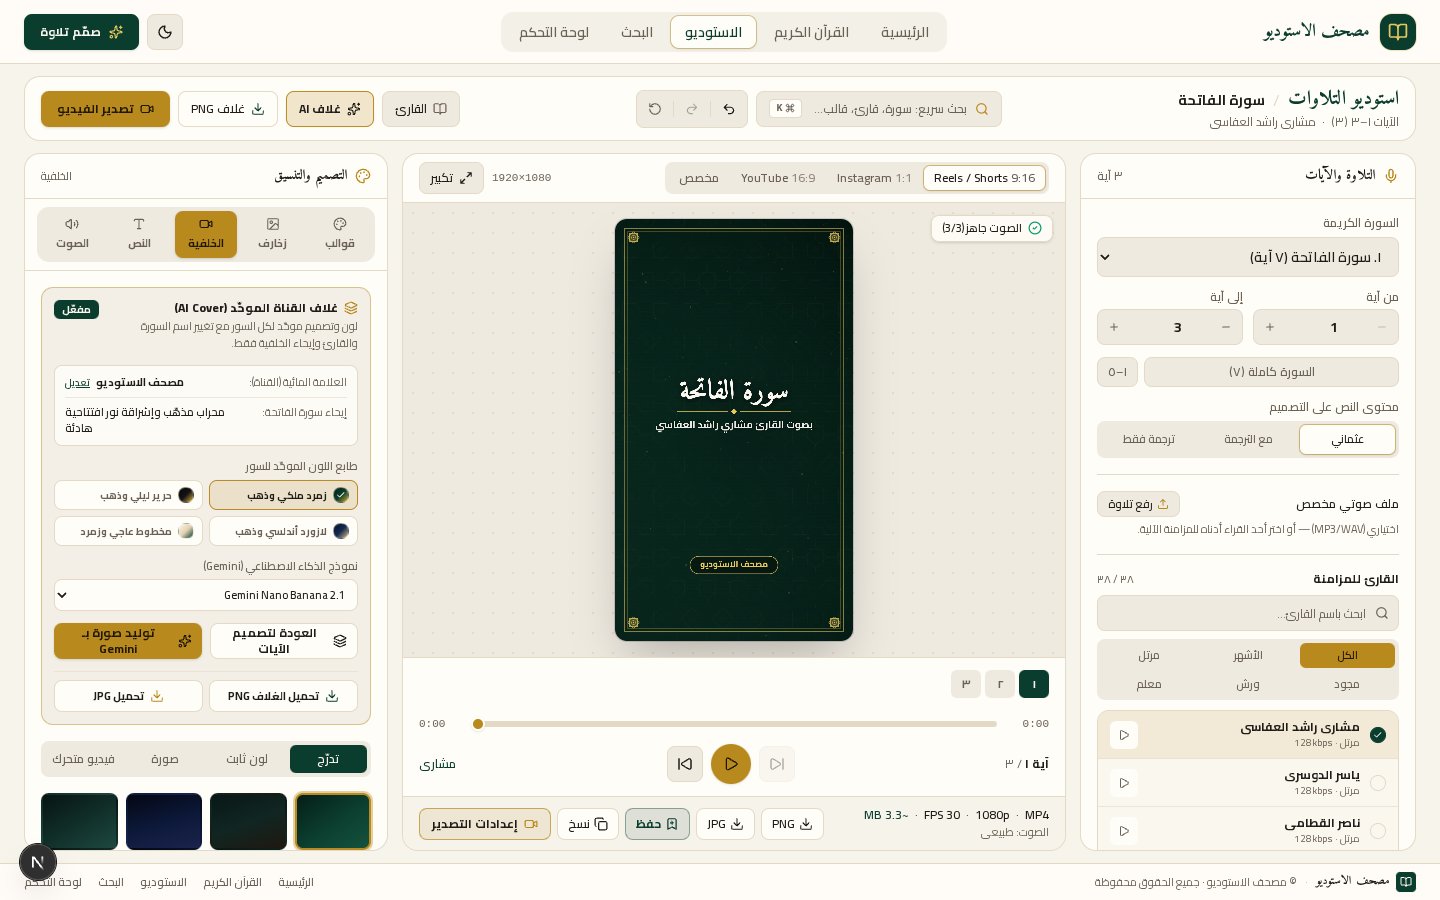 مصحف الاستوديو
الرئيسية
القرآن الكريم
الاستوديو
البحث
لوحة التحكم
صمّم تلاوة
استوديو التلاوات / سورة الفاتحة
الآيات ١–٣ (٣) · مشاري راشد العفاسي
بحث سريع: سورة، قارئ، قالب...
⌘ K
القارئ
غلاف AI
غلاف PNG
تصدير الفيديو
التلاوة والآيات
٣ آية
السورة الكريمة
١. سورة الفاتحة (٧ آية)
من آية
إلى آية
− 1 +
− 3 +
السورة كاملة (٧)
١–٥
محتوى النص على التصميم
عثماني
مع الترجمة
ترجمة فقط
ملف صوتي مخصص
رفع تلاوة
اختياري (MP3/WAV) — أو اختر أحد القراء أدناه للمزامنة الآلية.
القارئ للمزامنة
٣٨ / ٣٨
ابحث باسم القارئ...
الكل
الأشهر
مرتل
مجود
ورش
معلم
مشاري راشد العفاسي
مرتل · 128kbps
ياسر الدوسري
مرتل · 128kbps
ناصر القطامي
مرتل · 128kbps
Reels / Shorts 9:16
Instagram 1:1
YouTube 16:9
مخصص
1920×1080
تكبير
الصوت جاهز (3/3)
سورة الفاتحة
بصوت القارئ مشاري راشد العفاسي
مصحف الاستوديو
١
٢
٣
0:00
0:00
آية ١ / ٣
مشاري
MP4 · 1080p · 30 FPS · ~3.3 MB
الصوت: طبيعي
PNG
JPG
حفظ
نسخ
إعدادات التصدير
التصميم والتنسيق
الخلفية
قوالب
زخارف
الخلفية
النص
الصوت
غلاف القناة الموحّد (AI Cover)
مفعّل
لون وتصميم موحّد لكل السور مع تغيير اسم السورة
والقارئ وإيحاء الخلفية فقط.
العلامة المائية (القناة):
مصحف الاستوديو
تعديل
إيحاء سورة الفاتحة:
محراب مذهّب وإشراقة نور افتتاحية
هادئة
طابع اللون الموحّد للسور
زمرد ملكي وذهب
حرير ليلي وذهب
لازورد أندلسي وذهب
مخطوط عاجي وزمرد
نموذج الذكاء الاصطناعي (Gemini)
Gemini Nano Banana 2.1
العودة لتصميم
الآيات
توليد صورة بـ
Gemini
تحميل الغلاف PNG
تحميل JPG
تدرّج
لون ثابت
صورة
فيديو متحرك
N
مصحف الاستوديو · © مصحف الاستوديو · جميع الحقوق محفوظة
الرئيسية
القرآن الكريم
الاستوديو
البحث
لوحة التحكم